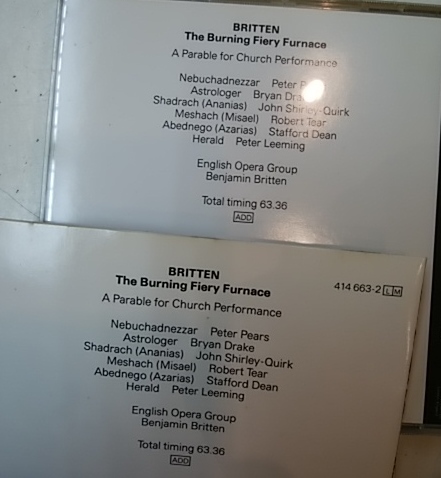 BRITTEN
The Burning Fiery Furnace
A Parable for Church Performance
Nebuchadnezzar Peter
Astrologer Bryan
Shadrach (Ananias) John Shirley-Quirk
Meshach (Misael) Robert Tear
Abednego (Azarias) Stafford Dean
Herald Peter Leeming
English Opera Group
Benjamin Britten
Total timing 63.36
ADD
BRITTEN
414 663-2 LM
The Burning Fiery Furnace
A Parable for Church Performance
Nebuchadnezzar Peter Pears
Astrologer Bryan Drake
Shadrach (Ananias) John Shirley-Quirk
Meshach (Misael) Robert Tear
Abednego (Azarias) Stafford Dean
Herald Peter Leeming
English Opera Group
Benjamin Britten
Total timing 63.36
ADD